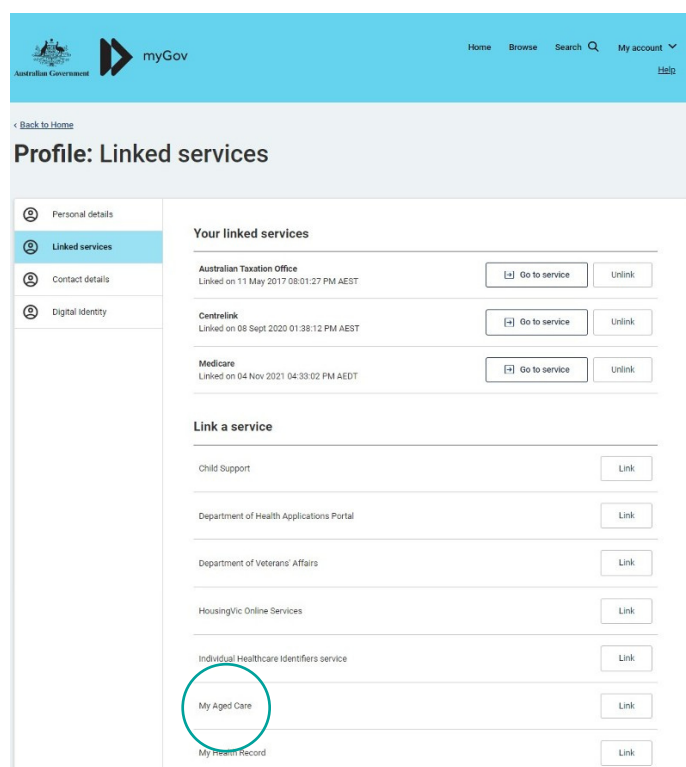 Australian Government
myGov
Home Browse Search My account
Help
< Back to Home
Profile: Linked services
Personal details
Linked services
Contact details
Digital Identity
Your linked services
Australian Taxation Office
Linked on 11 May 2017 08:01:27 PM AEST
Go to service Unlink
Centrelink
Linked on 08 Sept 2020 01:38:12 PM AEST
Go to service Unlink
Medicare
Linked on 04 Nov 2021 04:33:02 PM AEDT
Go to service Unlink
Link a service
Child Support Link
Department of Health Applications Portal Link
Department of Veterans' Affairs Link
HousingVic Online Services Link
Individual Healthcare Identifiers service Link
My Aged Care Link
My Health Record Link